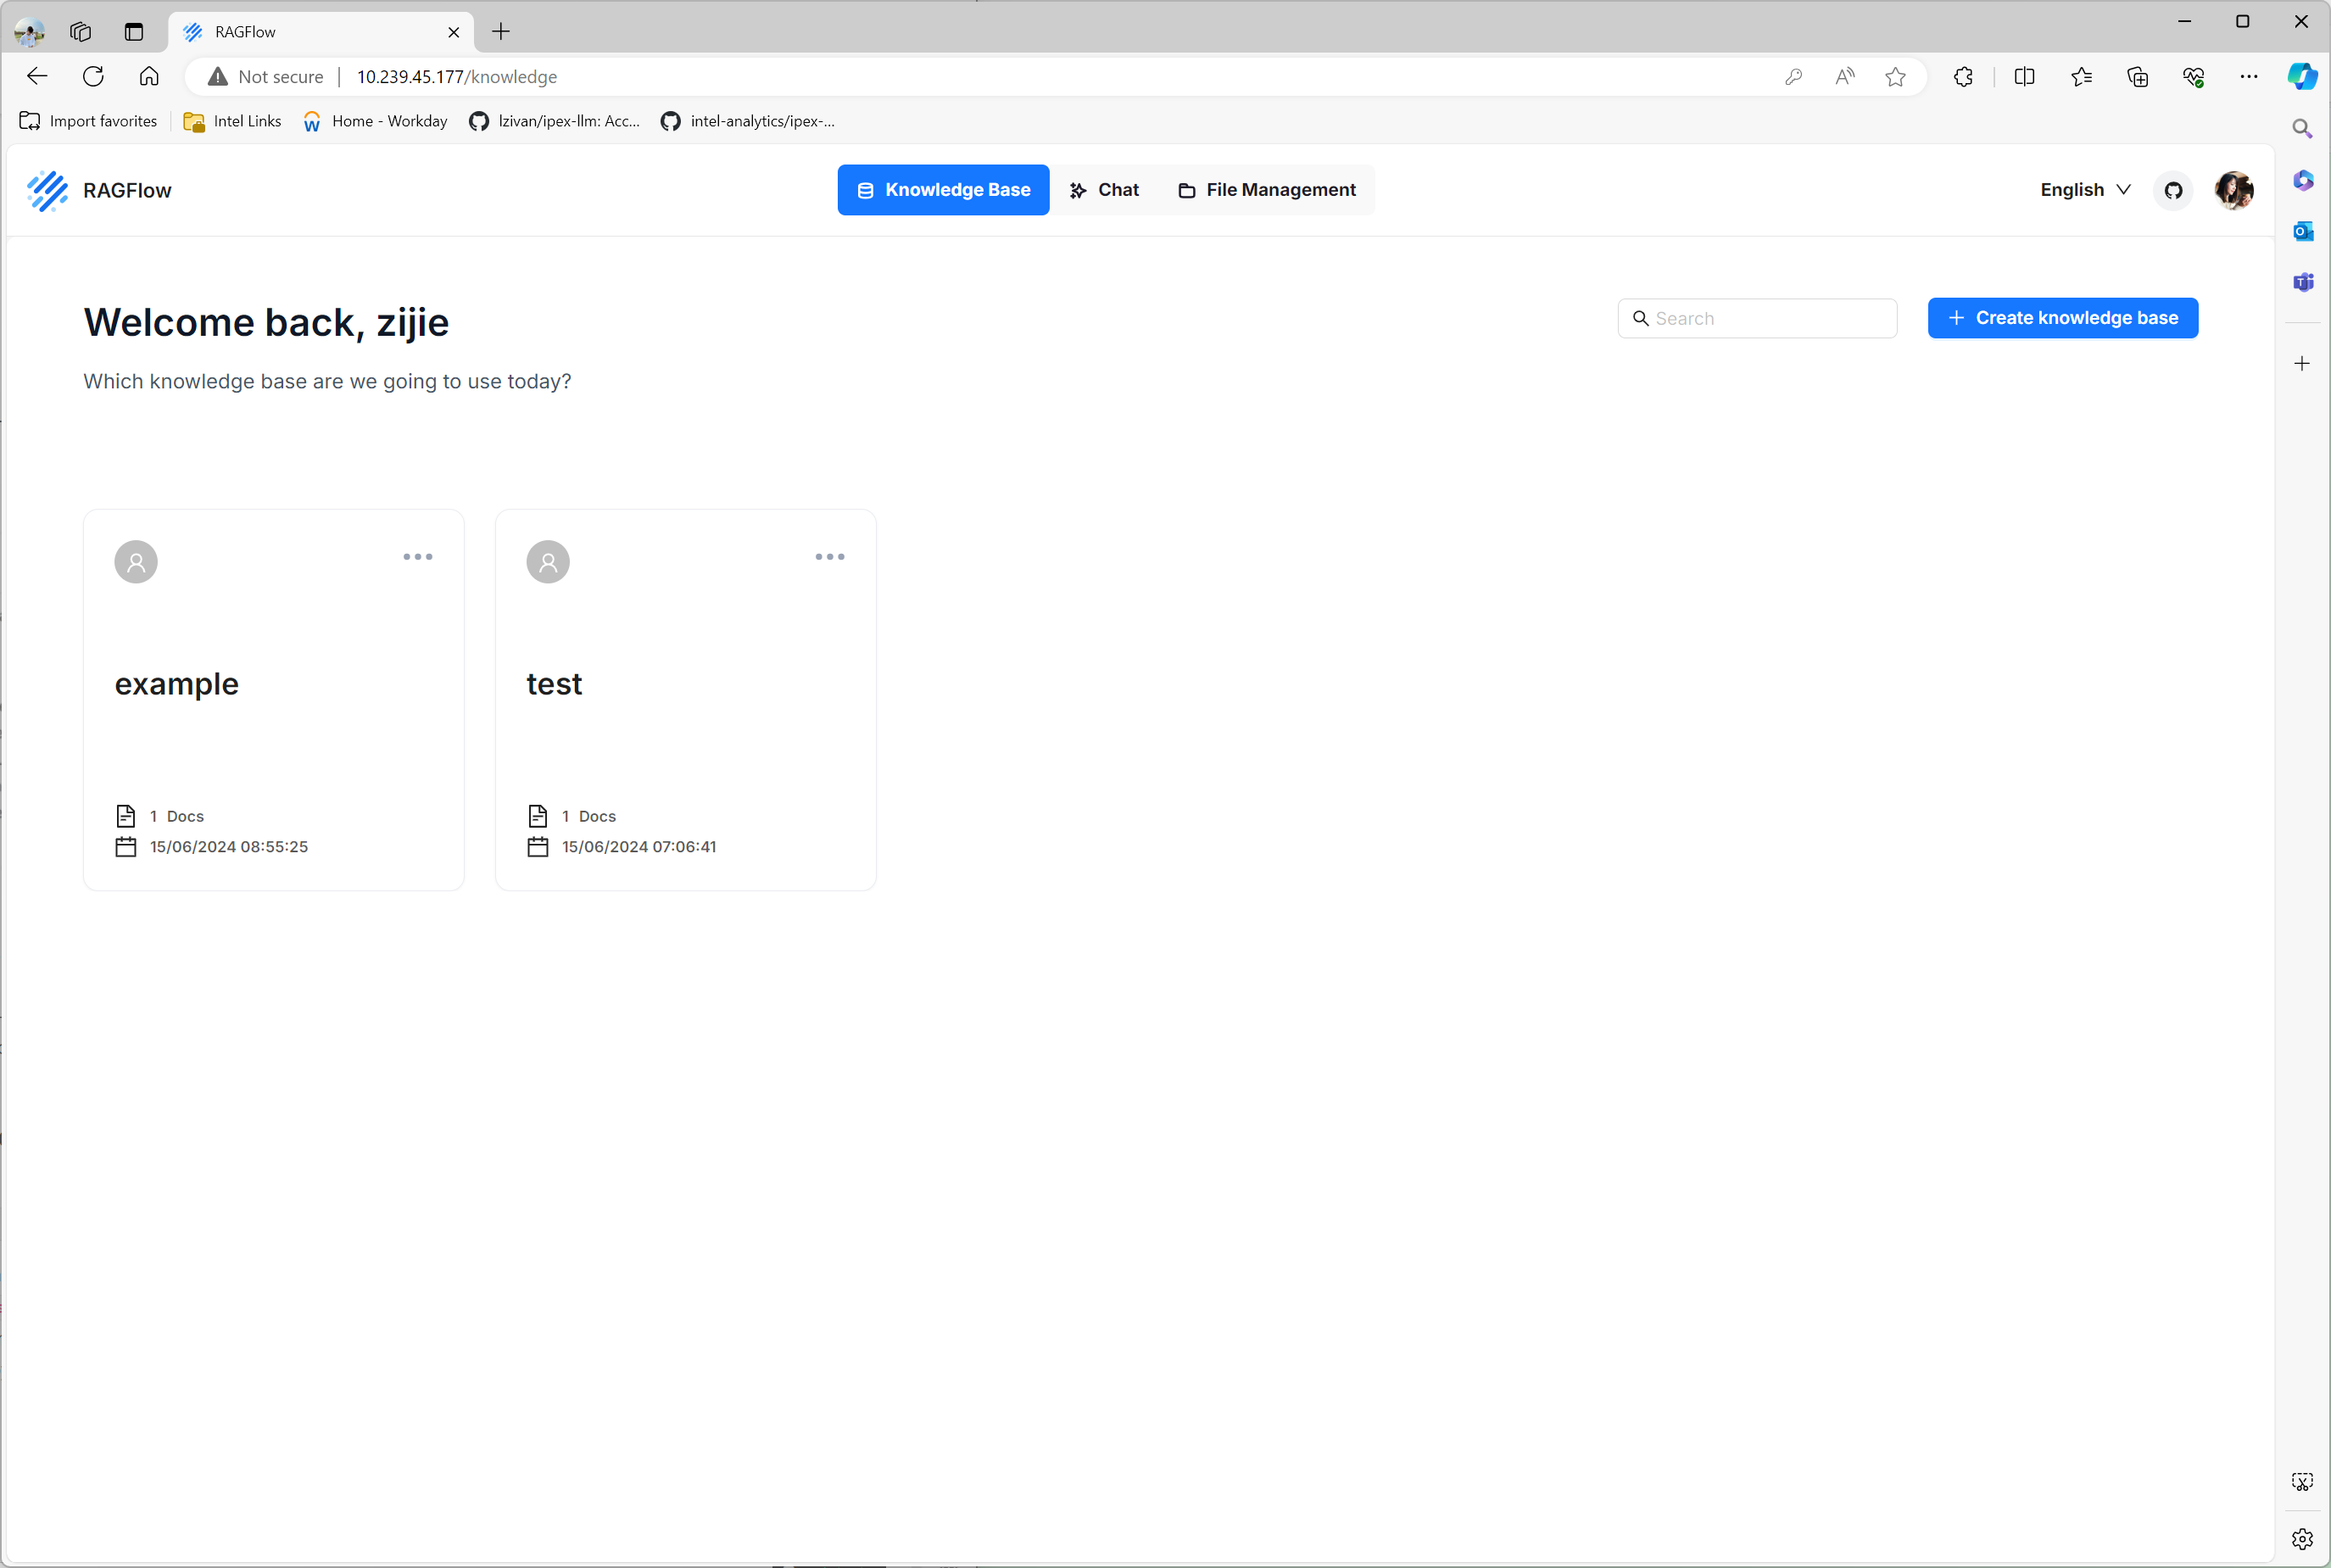 RAGFlow
Not secure | 10.239.45.177/knowledge
Import favorites Intel Links Home - Workday lzivan/ipex-llm: Acc... intel-analytics/ipex-...
RAGFlow Knowledge Base Chat File Management English
Welcome back, zijie
Search
Create knowledge base
Which knowledge base are we going to use today?
example
1 Docs
15/06/2024 08:55:25
test
1 Docs
15/06/2024 07:06:41